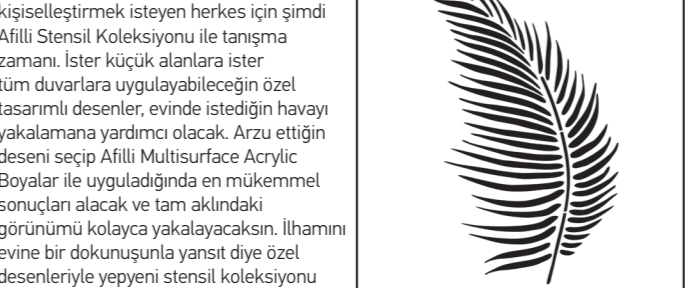 kişiselleştirmek isteyen herkes için şimdi
Afilli Stensil Koleksiyonu ile tanışma
zamanı. İster küçük alanlara ister
tüm duvarlara uygulayabileceğin özel
tasarımlı desenler, evinde istediğin havayı
yakalamana yardımcı olacak. Arzu ettiğin
deseni seçip Afilli Multisurface Acrylic
Boyalar ile uyguladığında en mükemmel
sonuçları alacak ve tam aklındaki
görünümü kolayca yakalayacaksın. İlhamını
evine bir dokunuşunla yansıt diye özel
desenleriyle yepyeni stensil koleksiyonu